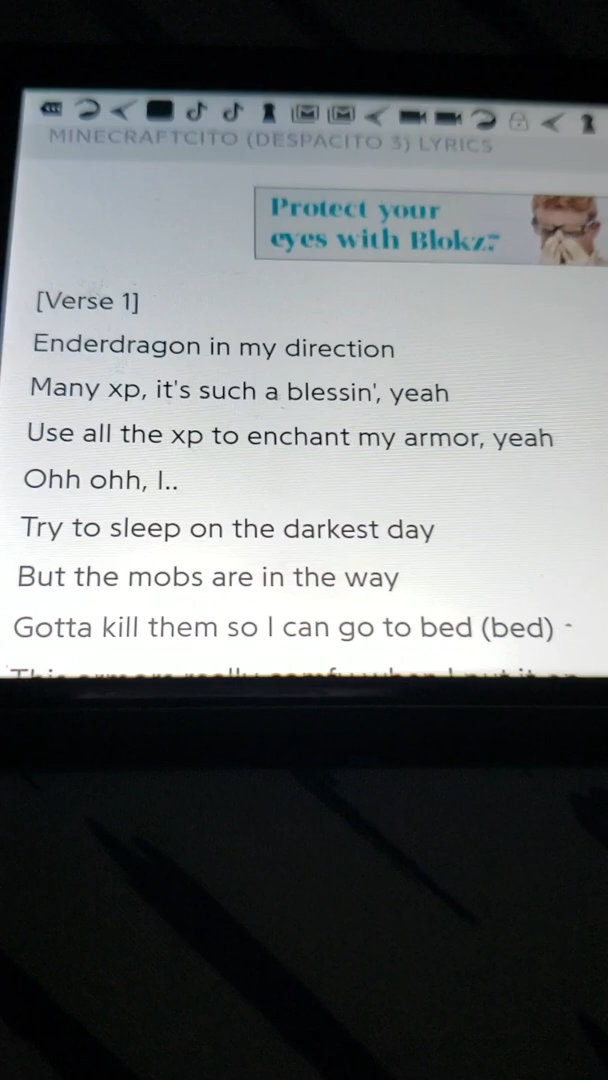 MINECRAFTCITO (DESPACITO 3) LYRICS
Protect your
eyes with Blokz
[Verse 1]
Enderdragon in my direction
Many xp, it's such a blessin', yeah
Use all the xp to enchant my armor, yeah
Ohh ohh, I..
Try to sleep on the darkest day
But the mobs are in the way
Gotta kill them so I can go to bed (bed) -